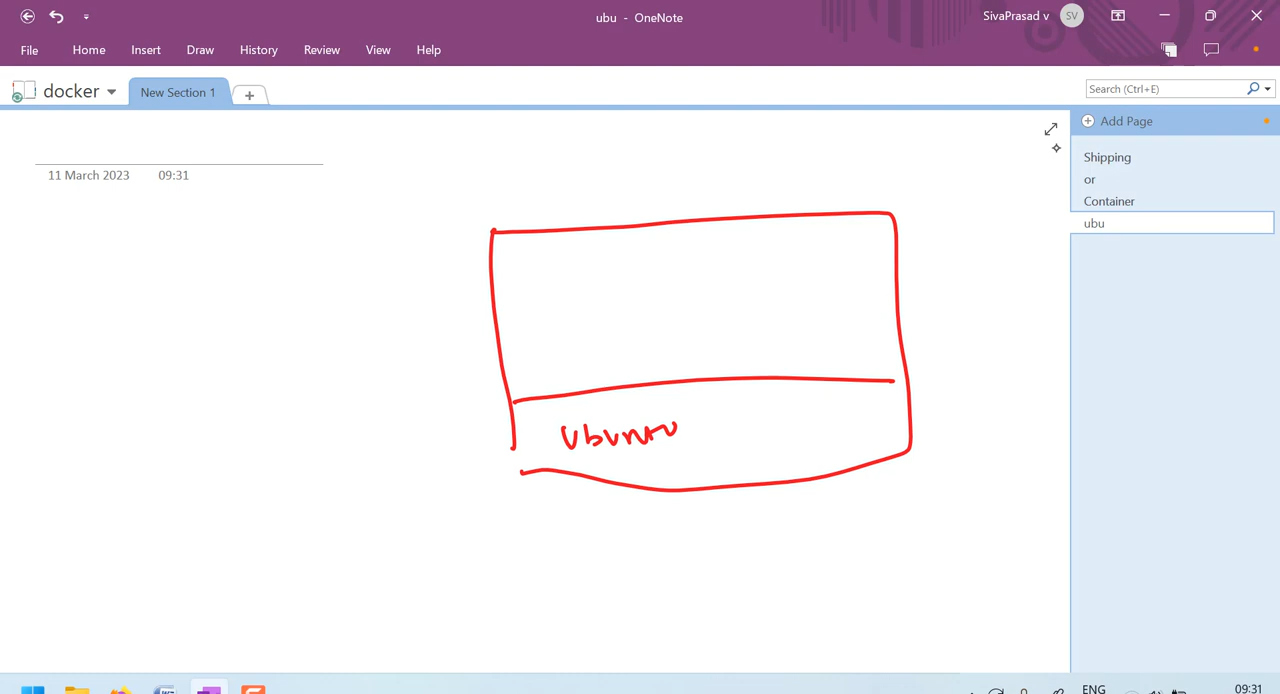 ubu - OneNote
SivaPrasad v
SV
File
Home
Insert
Draw
History
Review
View
Help
docker
New Section 1
Search (Ctrl+E)
Add Page
11 March 2023
09:31
Shipping
or
Container
ubu
Ubuntu
ENG
09:31